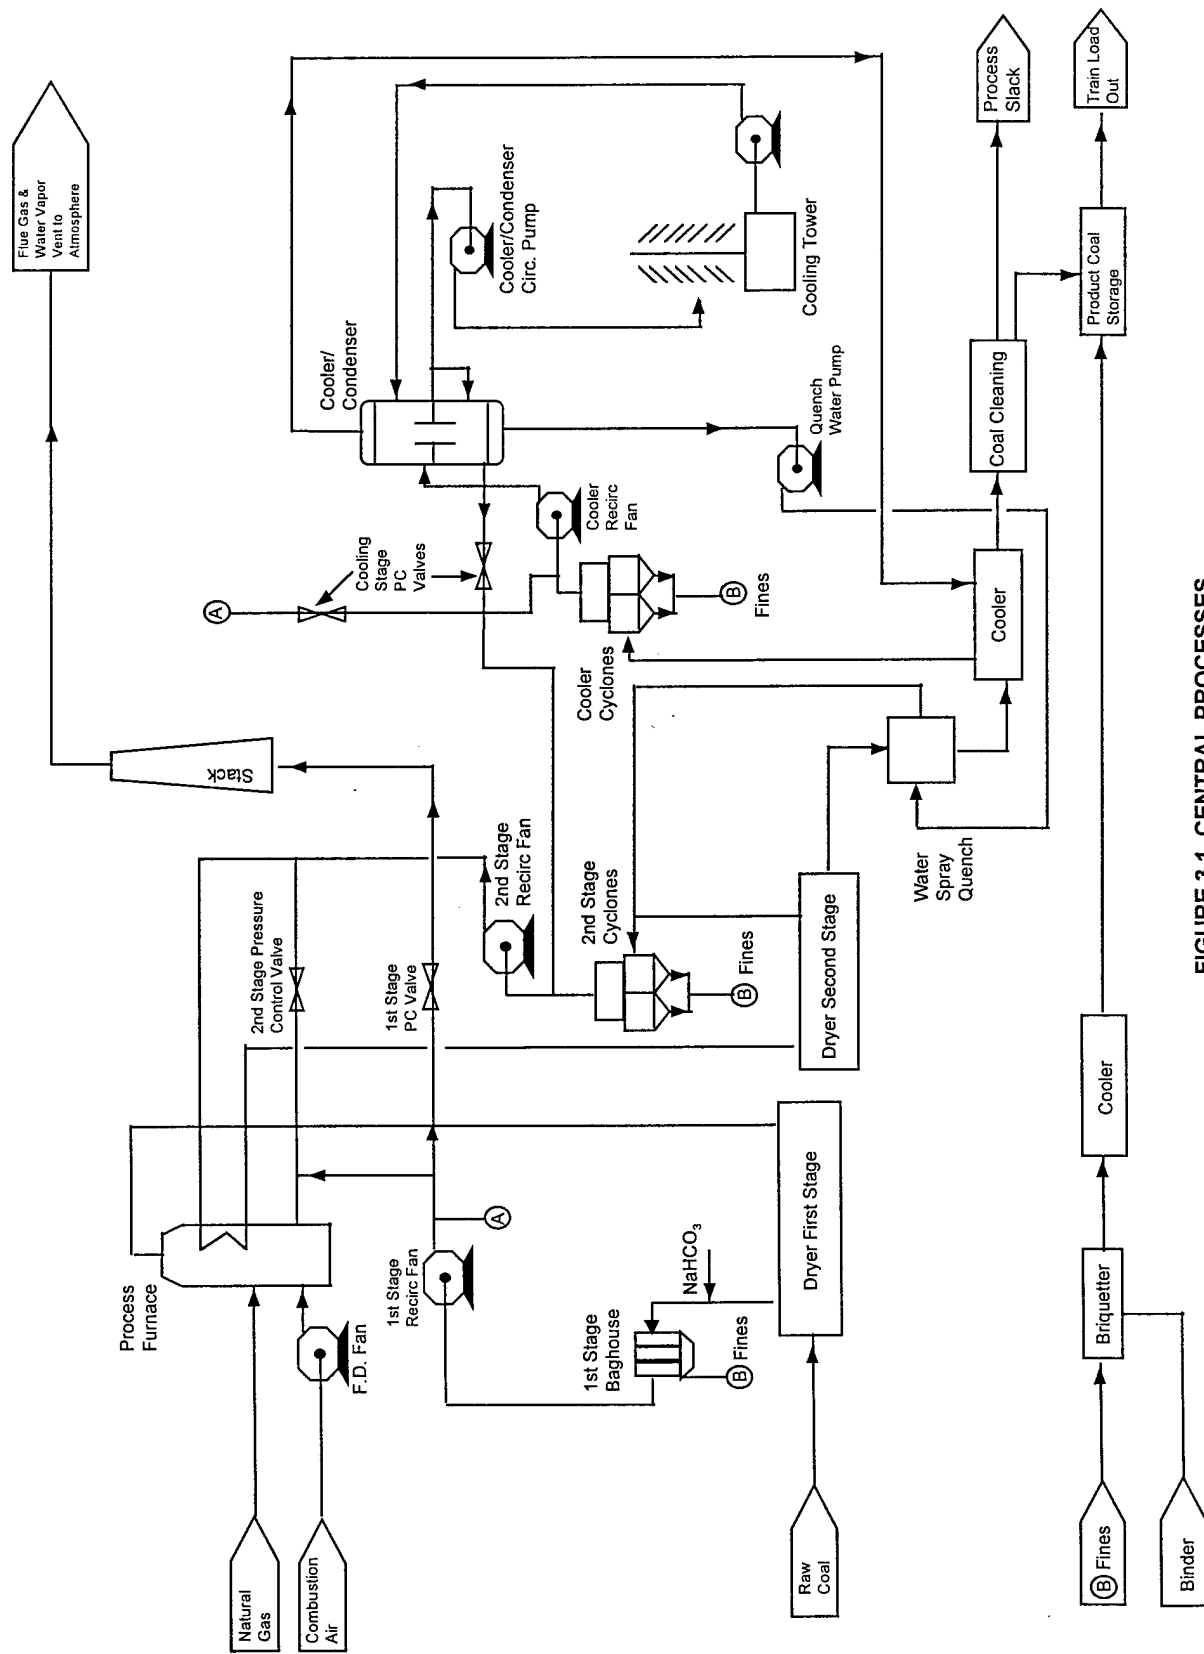 Flue Gas &
Water Vapor
Vent to
Atmosphere
Stack
Process
Furnace
Natural
Gas
Combustion
Air
F.D. Fan
2nd Stage Pressure
Control Valve
1st Stage
PC Valve
1st Stage
Recirc Fan
A
2nd Stage
Recirc Fan
A
Cooling
Stage
PC
Valves
Cooler/
Condenser
Cooler/Condenser
Circ. Pump
Cooling Tower
Cooler
Recirc
Fan
Quench
Water Pump
1st Stage
Baghouse
NaHCO3
B Fines
2nd Stage
Cyclones
B Fines
Cooler
Cyclones
B
Fines
Raw
Coal
Dryer First Stage
Dryer Second Stage
Water
Spray
Quench
Cooler
Coal Cleaning
Process
Slack
B Fines
Binder
Briquetter
Cooler
Product Coal
Storage
Train Load
Out
FIGURE 3.1 CENTRAL PROCESSES